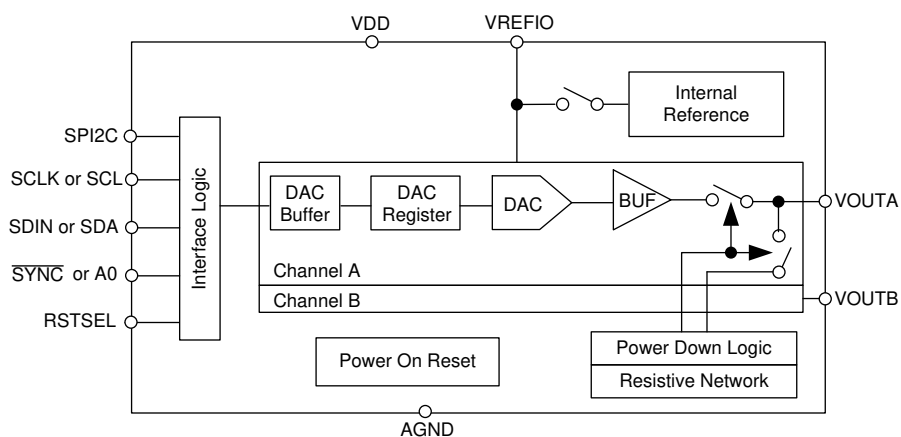 VDD
VREFIO
Internal
Reference
SPI2C
SCLK or SCL
SDIN or SDA
SYNC or A0
RSTSEL
Interface Logic
DAC
Buffer
DAC
Register
DAC
BUF
VOUTA
Channel A
Channel B
VOUTB
Power Down Logic
Resistive Network
Power On Reset
AGND